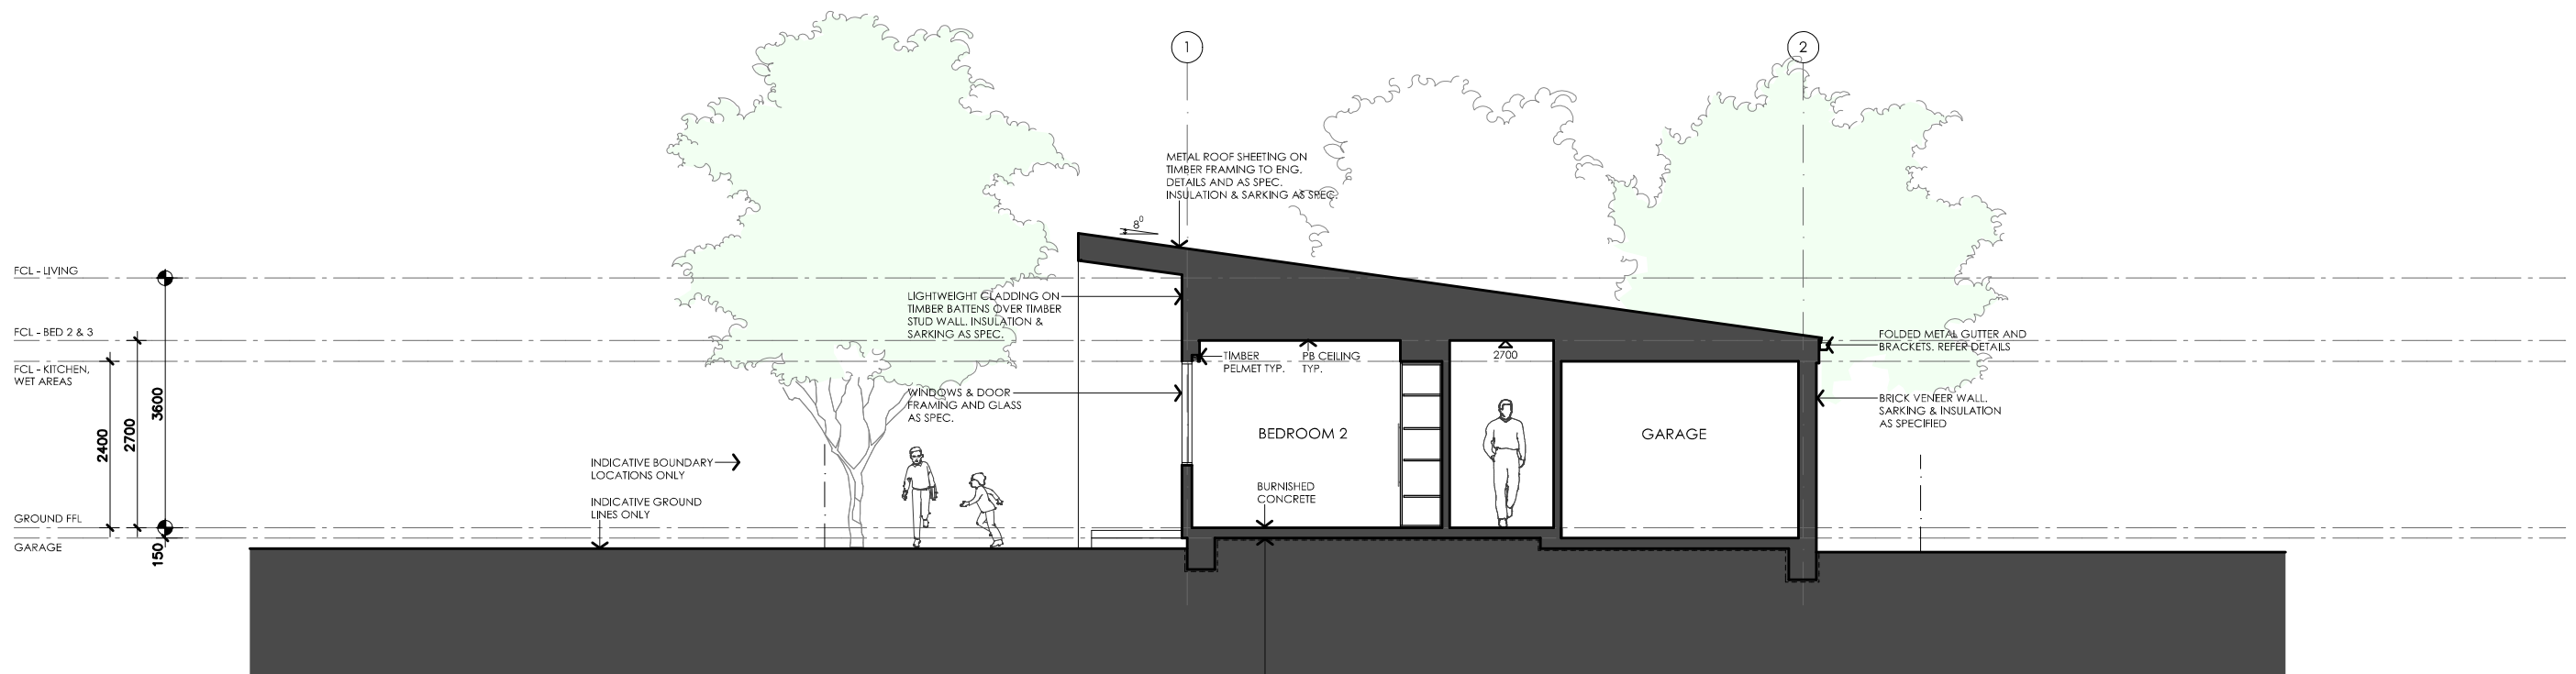 1
2
METAL ROOF SHEETING ON
TIMBER FRAMING TO ENG.
DETAILS AND AS SPEC.
INSULATION & SARKING AS SPEC.
8⁰
FCL - LIVING
LIGHTWEIGHT CLADDING ON
TIMBER BATTENS OVER TIMBER
STUD WALL. INSULATION &
SARKING AS SPEC.
FCL - BED 2 & 3
FCL - KITCHEN,
WET AREAS
FOLDED METAL GUTTER AND
BRACKETS. REFER DETAILS
TIMBER
PELMET TYP.
PB CEILING
TYP.
2700
WINDOWS & DOOR
FRAMING AND GLASS
AS SPEC.
BRICK VENEER WALL.
SARKING & INSULATION
AS SPECIFIED
2400
2700
3600
BEDROOM 2
GARAGE
INDICATIVE BOUNDARY
LOCATIONS ONLY
INDICATIVE GROUND
LINES ONLY
BURNISHED
CONCRETE
GROUND FFL
GARAGE
150